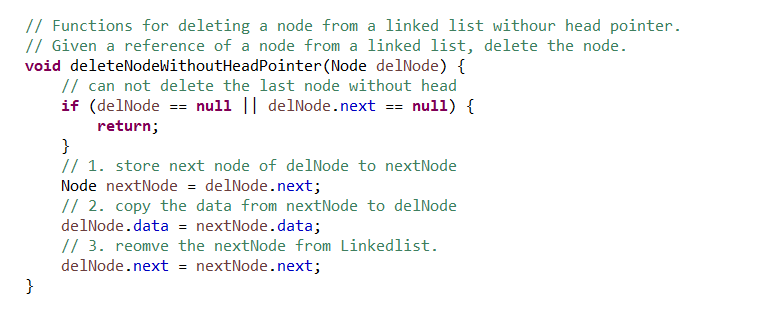 // Functions for deleting a node from a linked list withour head pointer.
// Given a reference of a node from a linked list, delete the node.
void deleteNodeWithoutHeadPointer(Node delNode) {
    // can not delete the last node without head
    if (delNode == null || delNode.next == null) {
        return;
    }
    // 1. store next node of delNode to nextNode
    Node nextNode = delNode.next;
    // 2. copy the data from nextNode to delNode
    delNode.data = nextNode.data;
    // 3. reomve the nextNode from Linkedlist.
    delNode.next = nextNode.next;
}